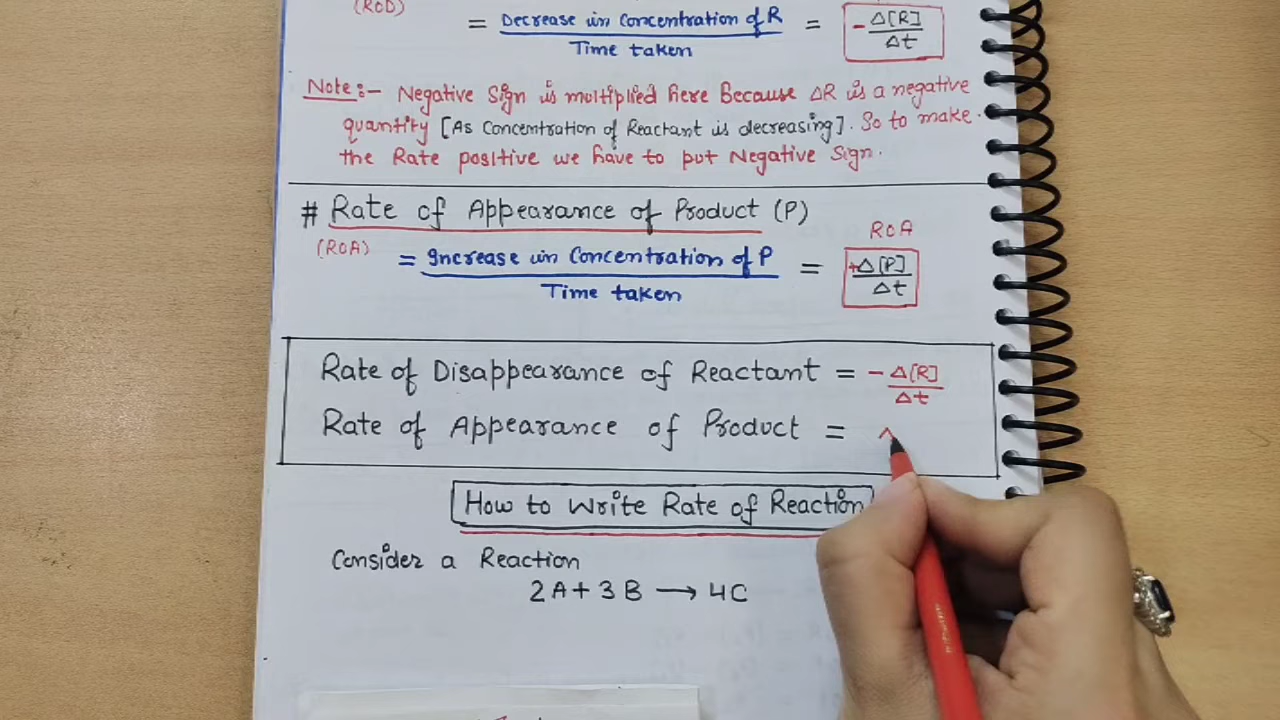 (ROD)
= Decrease in Concentration of R / Time taken = - Δ[R] / Δt
Note:- Negative Sign is multiplied here Because ΔR is a negative
quantity [As Concentration of Reactant is decreasing]. So to make
the Rate positive we have to put Negative Sign.
# Rate of Appearance of Product (P)
(ROA)
ROA
= Increase in Concentration of P / Time taken = +Δ[P] / Δt
Rate of Disappearance of Reactant = - Δ[R] / Δt
Rate of Appearance of Product =
How to Write Rate of Reaction
Consider a Reaction
2A + 3B → 4C